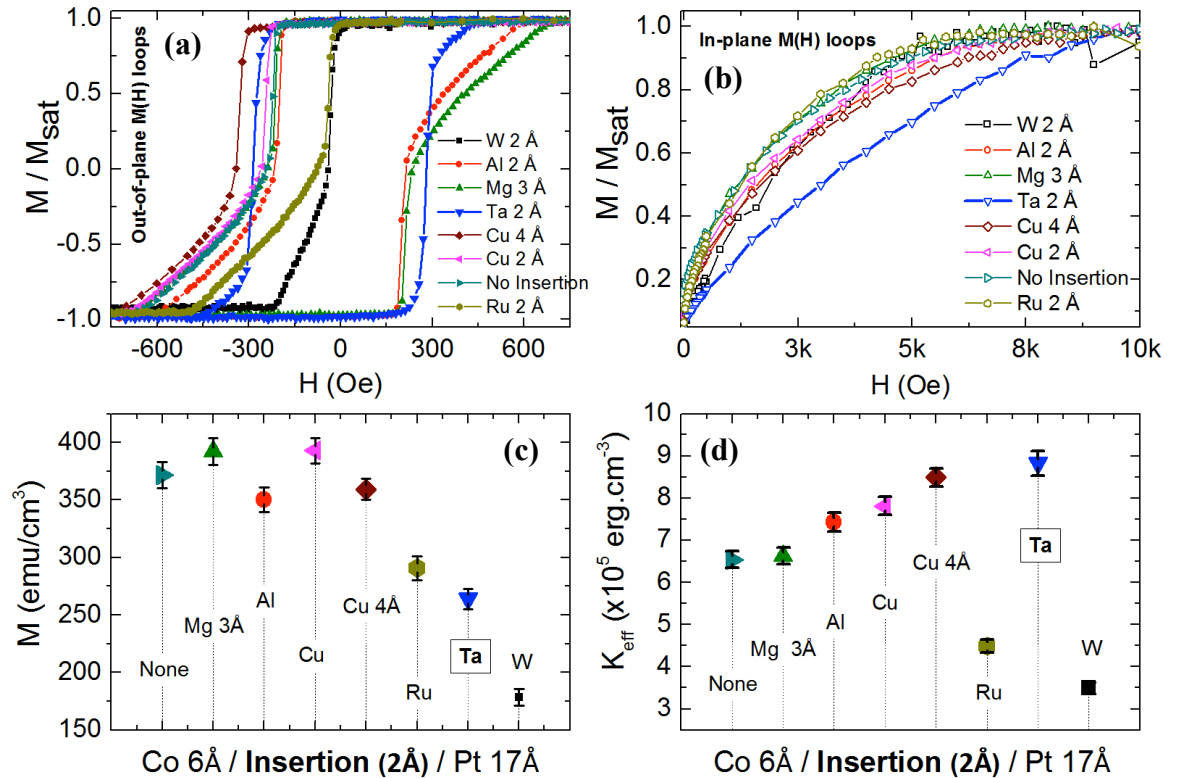 (a)
Out-of-plane M(H) loops
M / M_sat
1.0
0.5
0.0
-0.5
-1.0
W 2 Å
Al 2 Å
Mg 3 Å
Ta 2 Å
Cu 4 Å
Cu 2 Å
No Insertion
Ru 2 Å
-600 -300 0 300 600
H (Oe)
In-plane M(H) loops
(b)
M / M_sat
1.0
0.8
0.6
0.4
0.2
W 2 Å
Al 2 Å
Mg 3 Å
Ta 2 Å
Cu 4 Å
Cu 2 Å
No Insertion
Ru 2 Å
0 3k 5k 8k 10k
H (Oe)
(c)
M (emu/cm³)
400
350
300
250
200
150
None
Mg 3Å
Al
Cu
Cu 4Å
Ru
Ta
W
Co 6Å / Insertion (2Å) / Pt 17Å
(d)
K_eff (x10⁵ erg.cm⁻³)
10
9
8
7
6
5
4
3
None
Mg 3Å
Al
Cu
Cu 4Å
Ru
Ta
W
Co 6Å / Insertion (2Å) / Pt 17Å